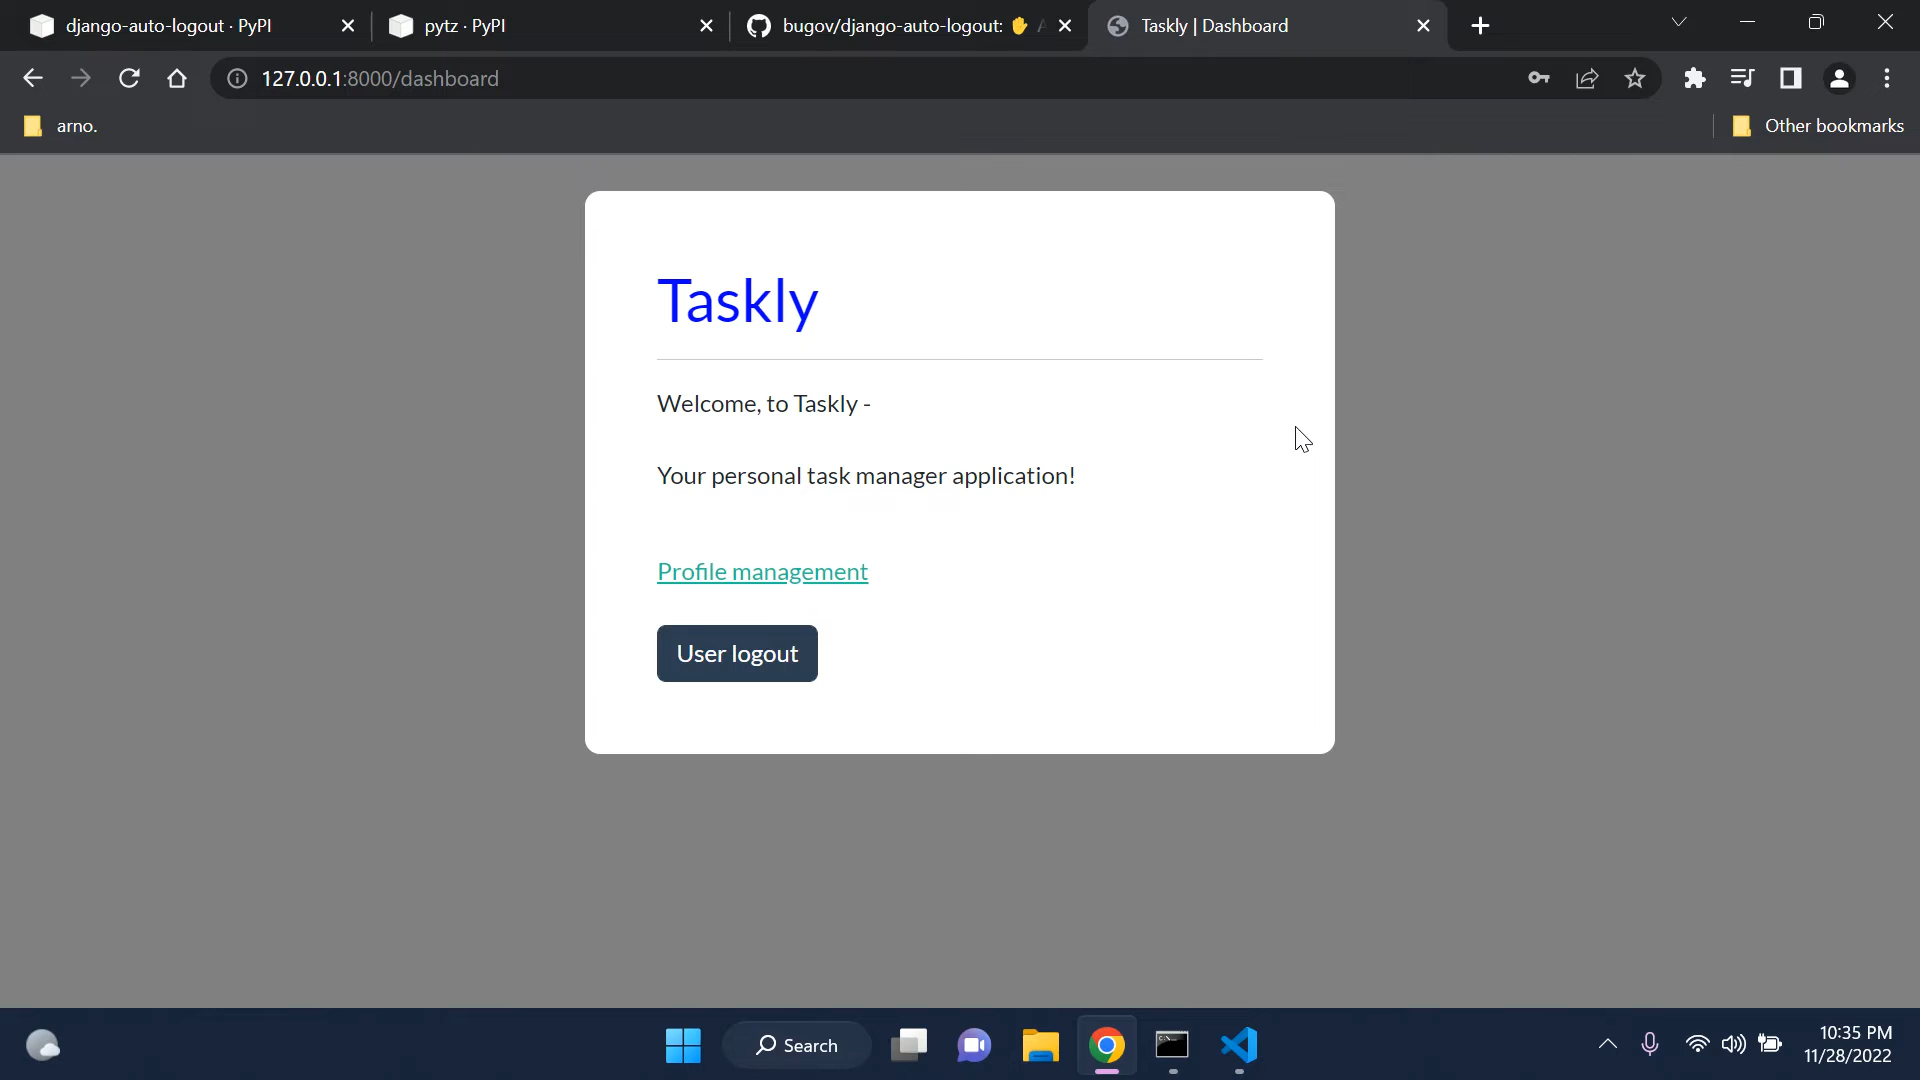 django-auto-logout · PyPI
pytz · PyPI
bugov/django-auto-logout: ✋ A
Taskly | Dashboard
127.0.0.1:8000/dashboard
arno.
Other bookmarks
Taskly
Welcome, to Taskly -
Your personal task manager application!
Profile management
User logout
Search
10:35 PM
11/28/2022